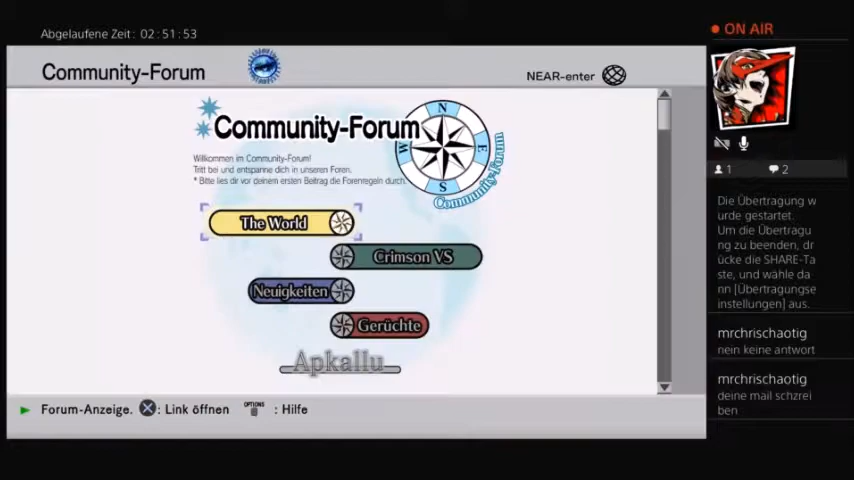 Abgelaufene Zeit: 02:51:53
ON AIR
Community-Forum
NEAR-enter
N
W
E
S
Community-Forum
Community-Forum
Willkommen im Community-Forum!
Tritt bei und entspanne dich in unseren Foren.
* Bitte lies dir vor deinem ersten Beitrag die Forenregeln durch.
The World
Crimson VS
Neuigkeiten
Gerüchte
Apkallu
Forum-Anzeige. : Link öffnen OPTIONS : Hilfe
1 2
Die Übertragung w
urde gestartet.
Um die Übertragu
ng zu beenden, dr
ücke die SHARE-Ta
ste, und wähle da
nn [Übertragungse
instellungen] aus.
mrchrischaotig
nein keine antwort
mrchrischaotig
deine mail schzrei
ben